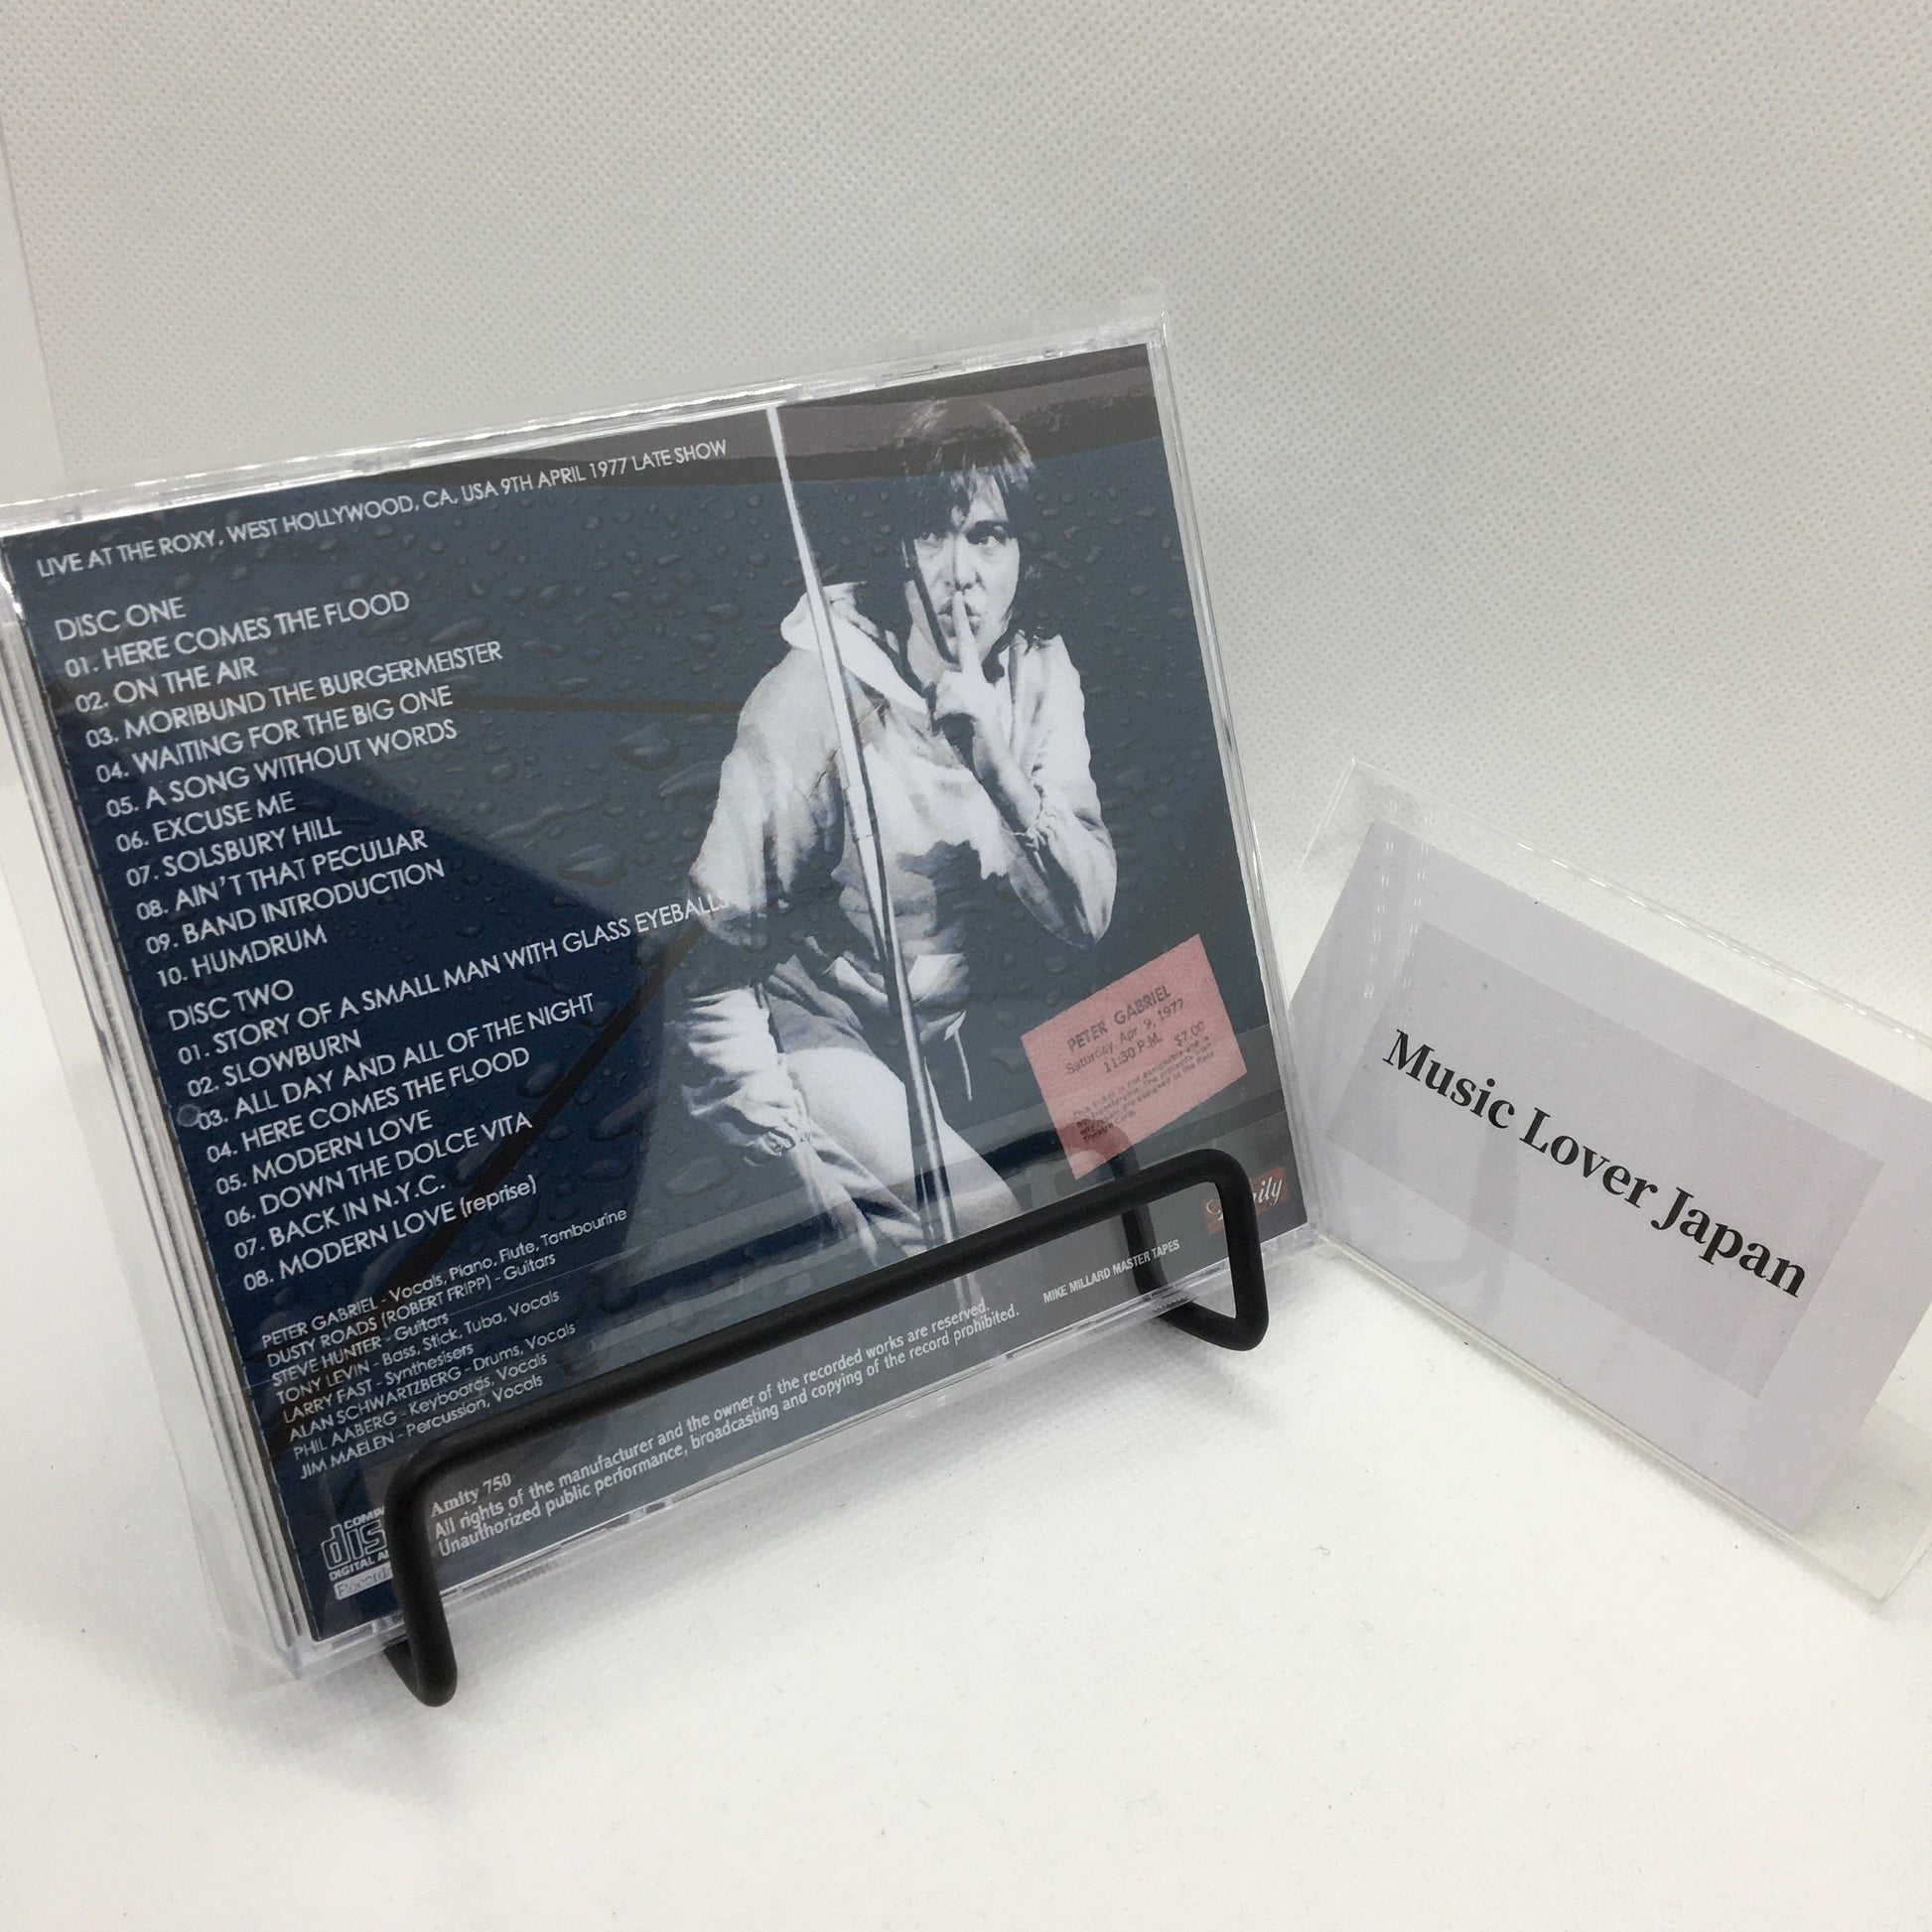 LIVE AT THE ROXY, WEST HOLLYWOOD, CA, USA 9TH APRIL 1977 LATE SHOW
DISC ONE
01. HERE COMES THE FLOOD
02. ON THE AIR
03. MORIBUND THE BURGERMEISTER
04. WAITING FOR THE BIG ONE
05. A SONG WITHOUT WORDS
06. EXCUSE ME
07. SOLSBURY HILL
08. AIN'T THAT PECULIAR
09. BAND INTRODUCTION
10. HUMDRUM
DISC TWO
01. STORY OF A SMALL MAN WITH GLASS EYEBALLS
02. SLOWBURN
03. ALL DAY AND ALL OF THE NIGHT
04. HERE COMES THE FLOOD
05. MODERN LOVE
06. DOWN THE DOLCE VITA
07. BACK IN N.Y.C.
08. MODERN LOVE (reprise)
PETER GABRIEL - Vocals, Piano, Flute, Tambourine
DUSTY ROADS (ROBERT FRIPP) - Guitars
STEVE HUNTER - Guitars
TONY LEVIN - Bass, Stick, Tuba, Vocals
LARRY FAST - Synthesisers
ALAN SCHWARTZBERG - Drums, Vocals
PHIL AABERG - Keyboards, Vocals
JIM MAELEN - Percussion, Vocals
PETER GABRIEL
Saturday, Apr. 9, 1977
11:30 P.M. $7.00
Theatre Corp.
MIKE MILLARD MASTER TAPES
Amity 750
All rights of the manufacturer and the owner of the recorded works are reserved.
Unauthorized public performance, broadcasting and copying of the record prohibited.
Music Lover Japan